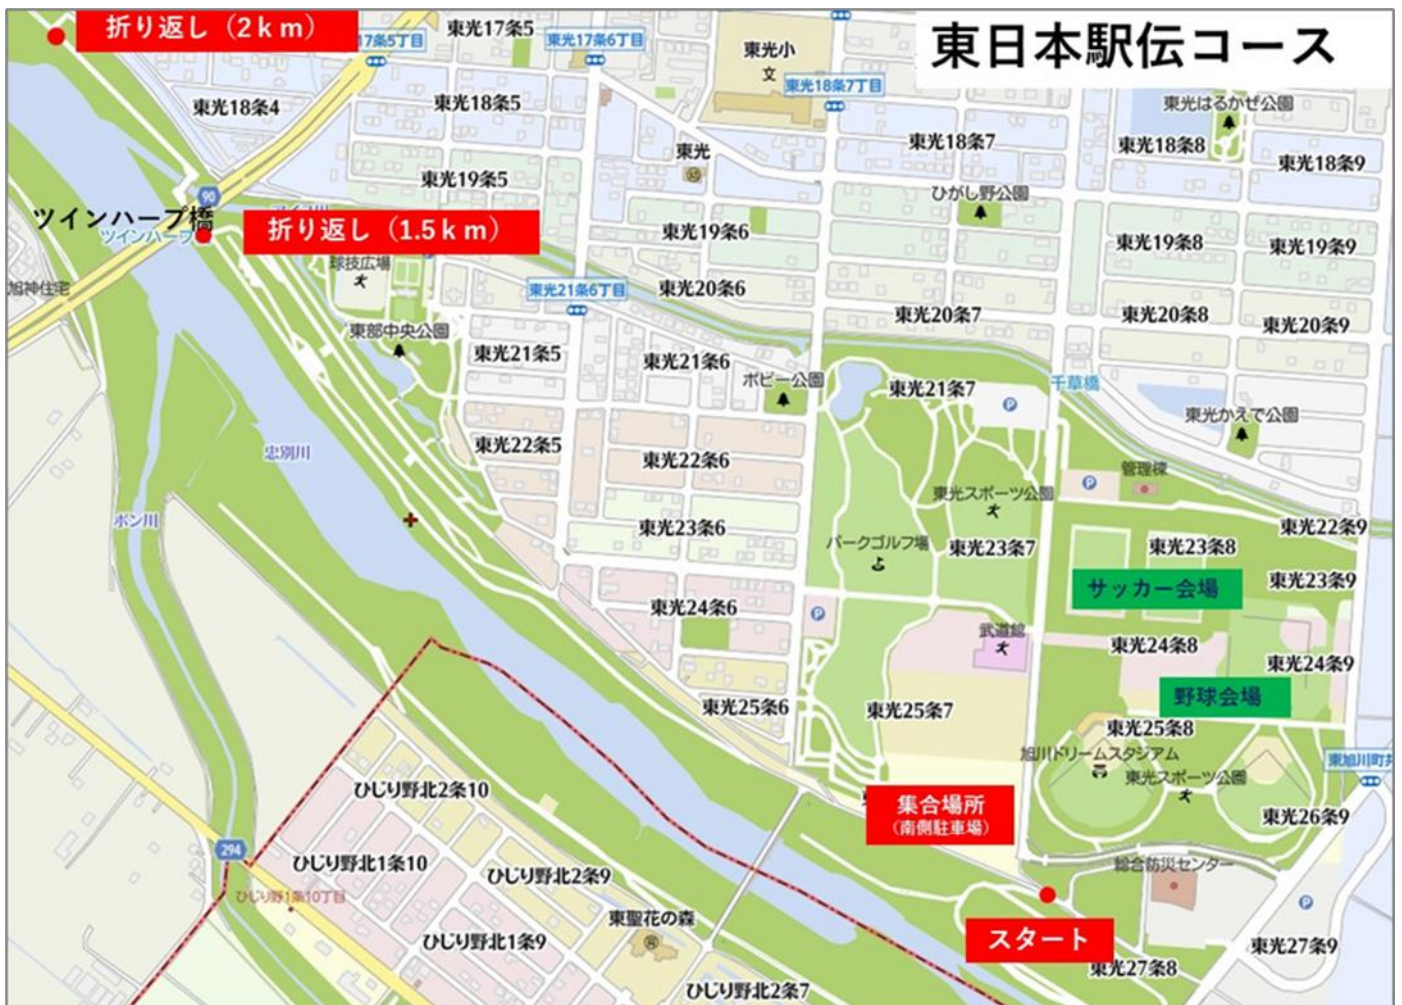 折り返し（2ｋｍ）
東日本駅伝コース
17条5丁目
東光17条5
東光17条6丁目
東光小
文
東光18条7丁目
東光はるかぜ公園
東光18条4
東光18条5
東光18条7
東光18条8
東光18条9
東光
東光19条5
ひがし野公園
90
ツインハープ橋
ツインハープ
折り返し（1.5ｋｍ）
東光19条6
東光19条8
東光19条9
球技広場
旭神住宅
東光21条6丁目
東光20条6
東光20条7
東光20条8
東光20条9
東部中央公園
東光21条5
東光21条6
ポピー公園
東光21条7
千草橋
P
東光かえで公園
東光22条5
東光22条6
忠別川
管理棟
P
東光スポーツ公園
ポン川
東光23条6
パークゴルフ場
東光23条7
東光23条8
東光22条9
サッカー会場
東光23条9
東光24条6
P
武道館
東光24条8
東光24条9
野球会場
東光25条6
東光25条7
東光25条8
旭川ドリームスタジアム
東光スポーツ公園
東旭川町共
ひじり野北2条10
集合場所
（南側駐車場）
東光26条9
294
ひじり野北1条10
ひじり野北2条9
総合防災センター
ひじり野1条10丁目
P
東聖花の森
スタート
ひじり野北1条9
東光27条9
東光27条8
ひじり野北2条7